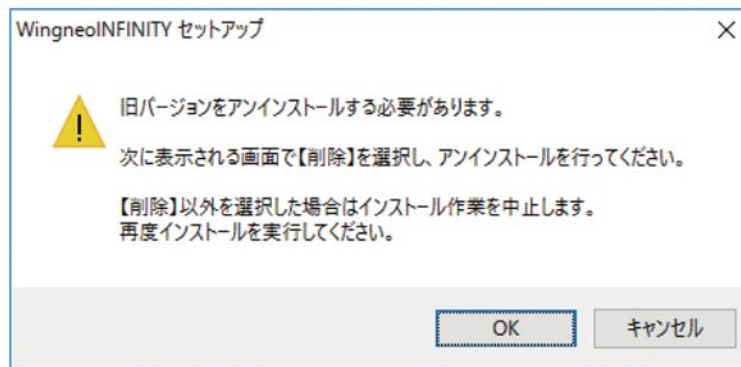 WingneoINFINITY セットアップ
旧バージョンをアンインストールする必要があります。
次に表示される画面で【削除】を選択し、アンインストールを行ってください。
【削除】以外を選択した場合はインストール作業を中止します。
再度インストールを実行してください。
OK
キャンセル